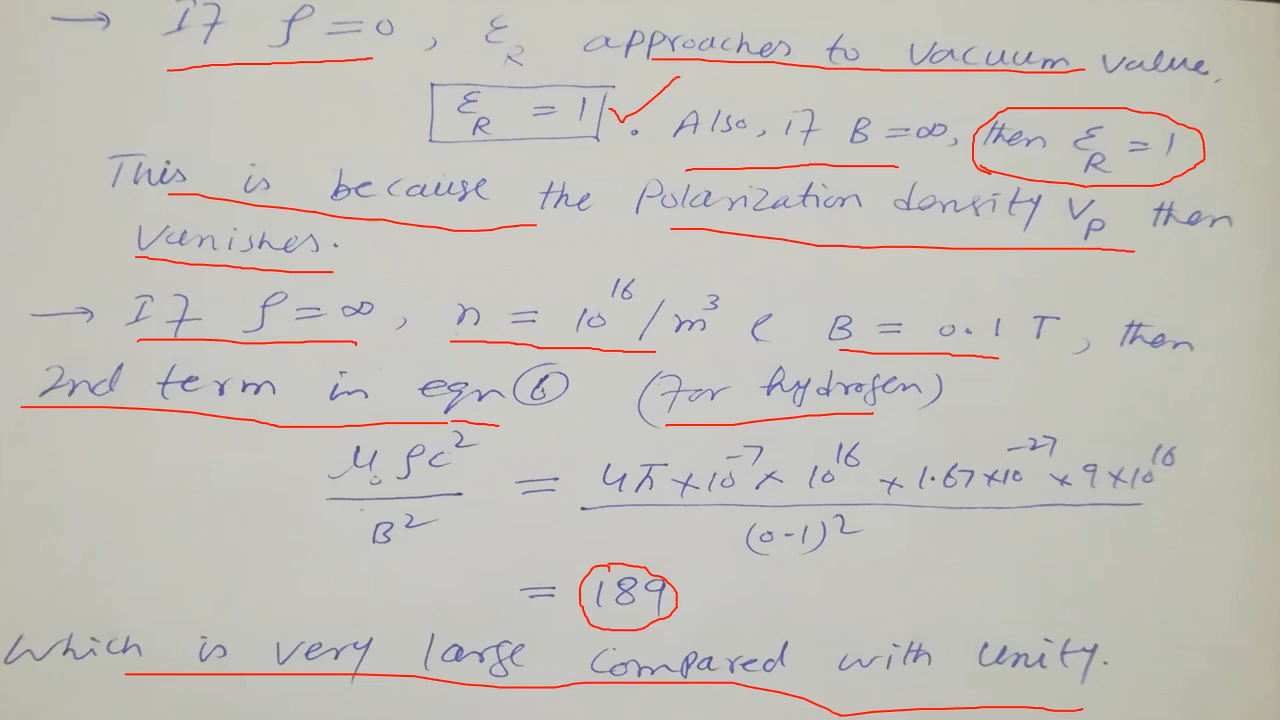 → If ρ = 0, ε_R approaches to vacuum value,
ε_R = 1. Also, if B = ∞, then ε_R = 1
This is because the Polarization density V_P then
vanishes.
→ If ρ = ∞, n = 10^16 / m^3 & B = 0.1 T, then
2nd term in eqn ⑥ (for hydrogen)
μ₀ρc² / B² = 4π × 10^-7 × 10^16 × 1.67 × 10^-27 × 9 × 10^16 / (0.1)²
= 189
which is very large compared with unity.